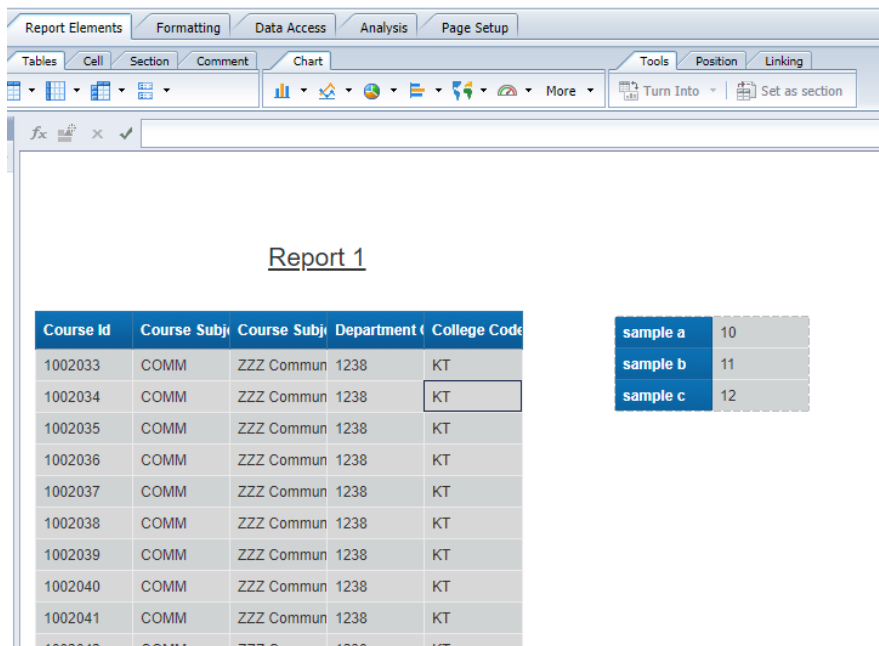 Report Elements Formatting Data Access Analysis Page Setup
Tables Cell Section Comment Chart Tools Position Linking
More Turn Into Set as section
fx
Report 1
Course Id Course Subj Course Subj Department College Code
1002033 COMM ZZZ Commun 1238 KT
1002034 COMM ZZZ Commun 1238 KT
1002035 COMM ZZZ Commun 1238 KT
1002036 COMM ZZZ Commun 1238 KT
1002037 COMM ZZZ Commun 1238 KT
1002038 COMM ZZZ Commun 1238 KT
1002039 COMM ZZZ Commun 1238 KT
1002040 COMM ZZZ Commun 1238 KT
1002041 COMM ZZZ Commun 1238 KT
sample a 10
sample b 11
sample c 12